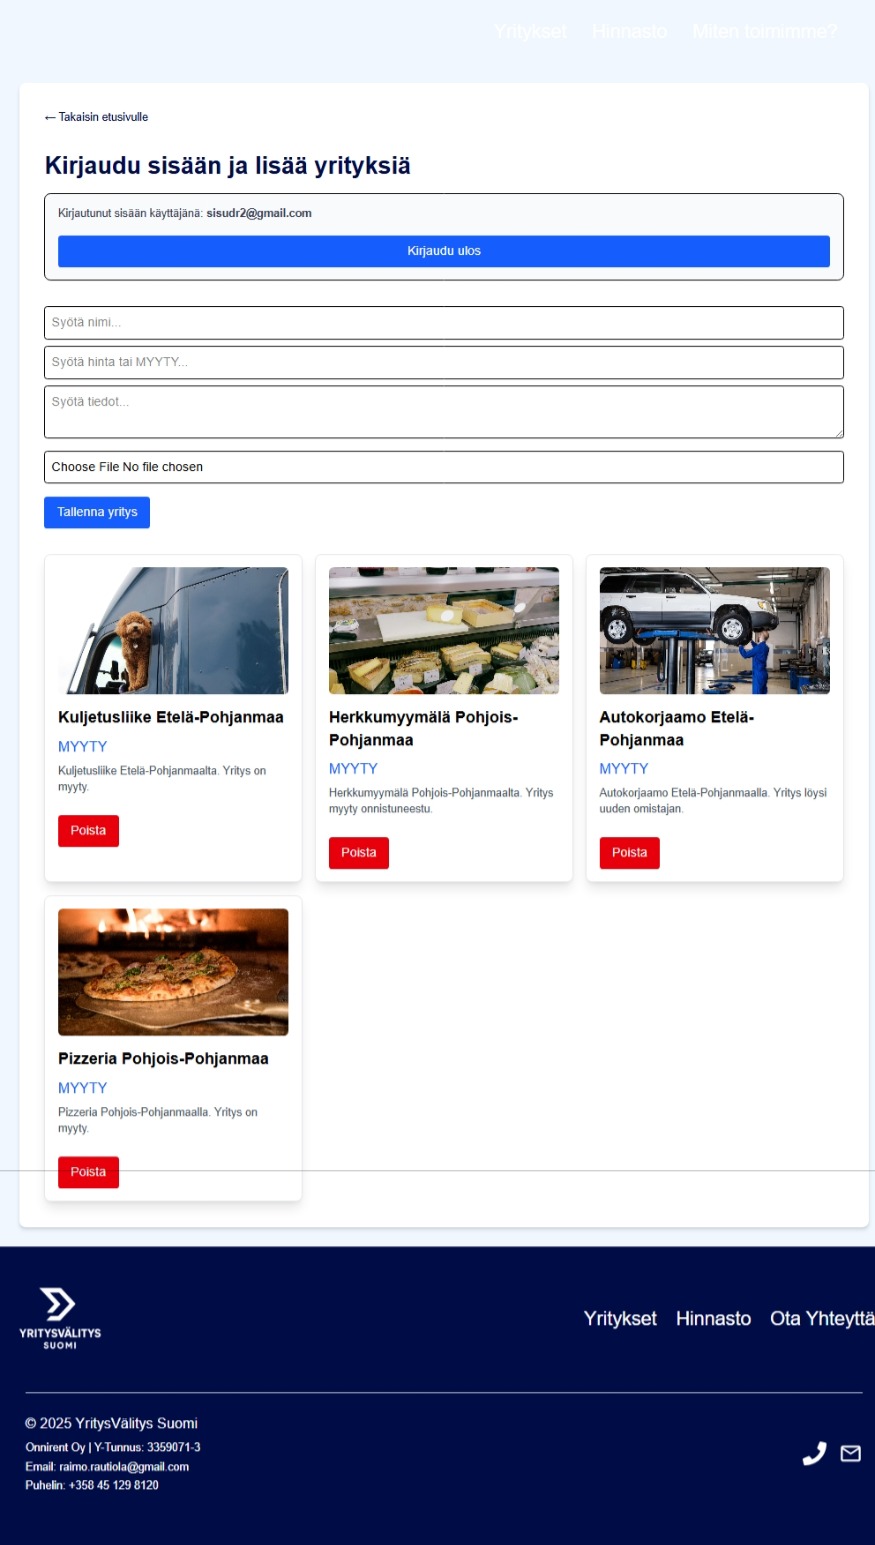 Yritykset Hinnasto Miten toimimme?
← Takaisin etusivulle
Kirjaudu sisään ja lisää yrityksiä
Kirjautunut sisään käyttäjänä: sisudr2@gmail.com
Kirjaudu ulos
Syötä nimi...
Syötä hinta tai MYYTY...
Syötä tiedot...
Choose File No file chosen
Tallenna yritys
Kuljetusliike Etelä-Pohjanmaa
MYYTY
Kuljetusliike Etelä-Pohjanmaalta. Yritys on
myyty.
Poista
Herkkumyymälä Pohjois-
Pohjanmaa
MYYTY
Herkkumyymälä Pohjois-Pohjanmaalta. Yritys
myyty onnistuneestu.
Poista
Autokorjaamo Etelä-
Pohjanmaa
MYYTY
Autokorjaamo Etelä-Pohjanmaalla. Yritys löysi
uuden omistajan.
Poista
Pizzeria Pohjois-Pohjanmaa
MYYTY
Pizzeria Pohjois-Pohjanmaalla. Yritys on
myyty.
Poista
YRITYSVÄLITYS
SUOMI
Yritykset Hinnasto Ota Yhteyttä
© 2025 YritysVälitys Suomi
Onnirent Oy | Y-Tunnus: 3359071-3
Email: raimo.rautiola@gmail.com
Puhelin: +358 45 129 8120